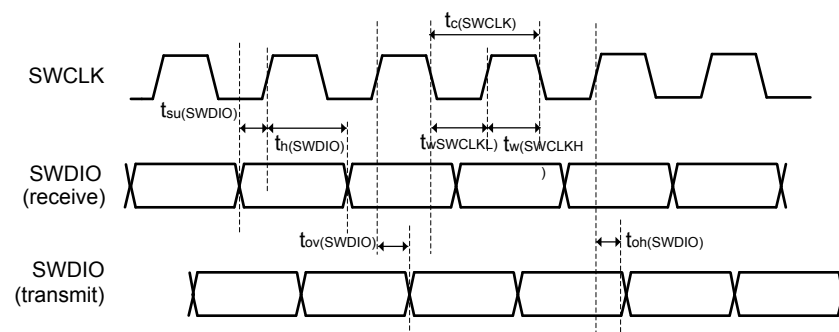 tc(SWCLK)
SWCLK
tsu(SWDIO)
th(SWDIO)
twSWCLKL)
tw(SWCLKH
)
SWDIO
(receive)
tov(SWDIO)
toh(SWDIO)
SWDIO
(transmit)